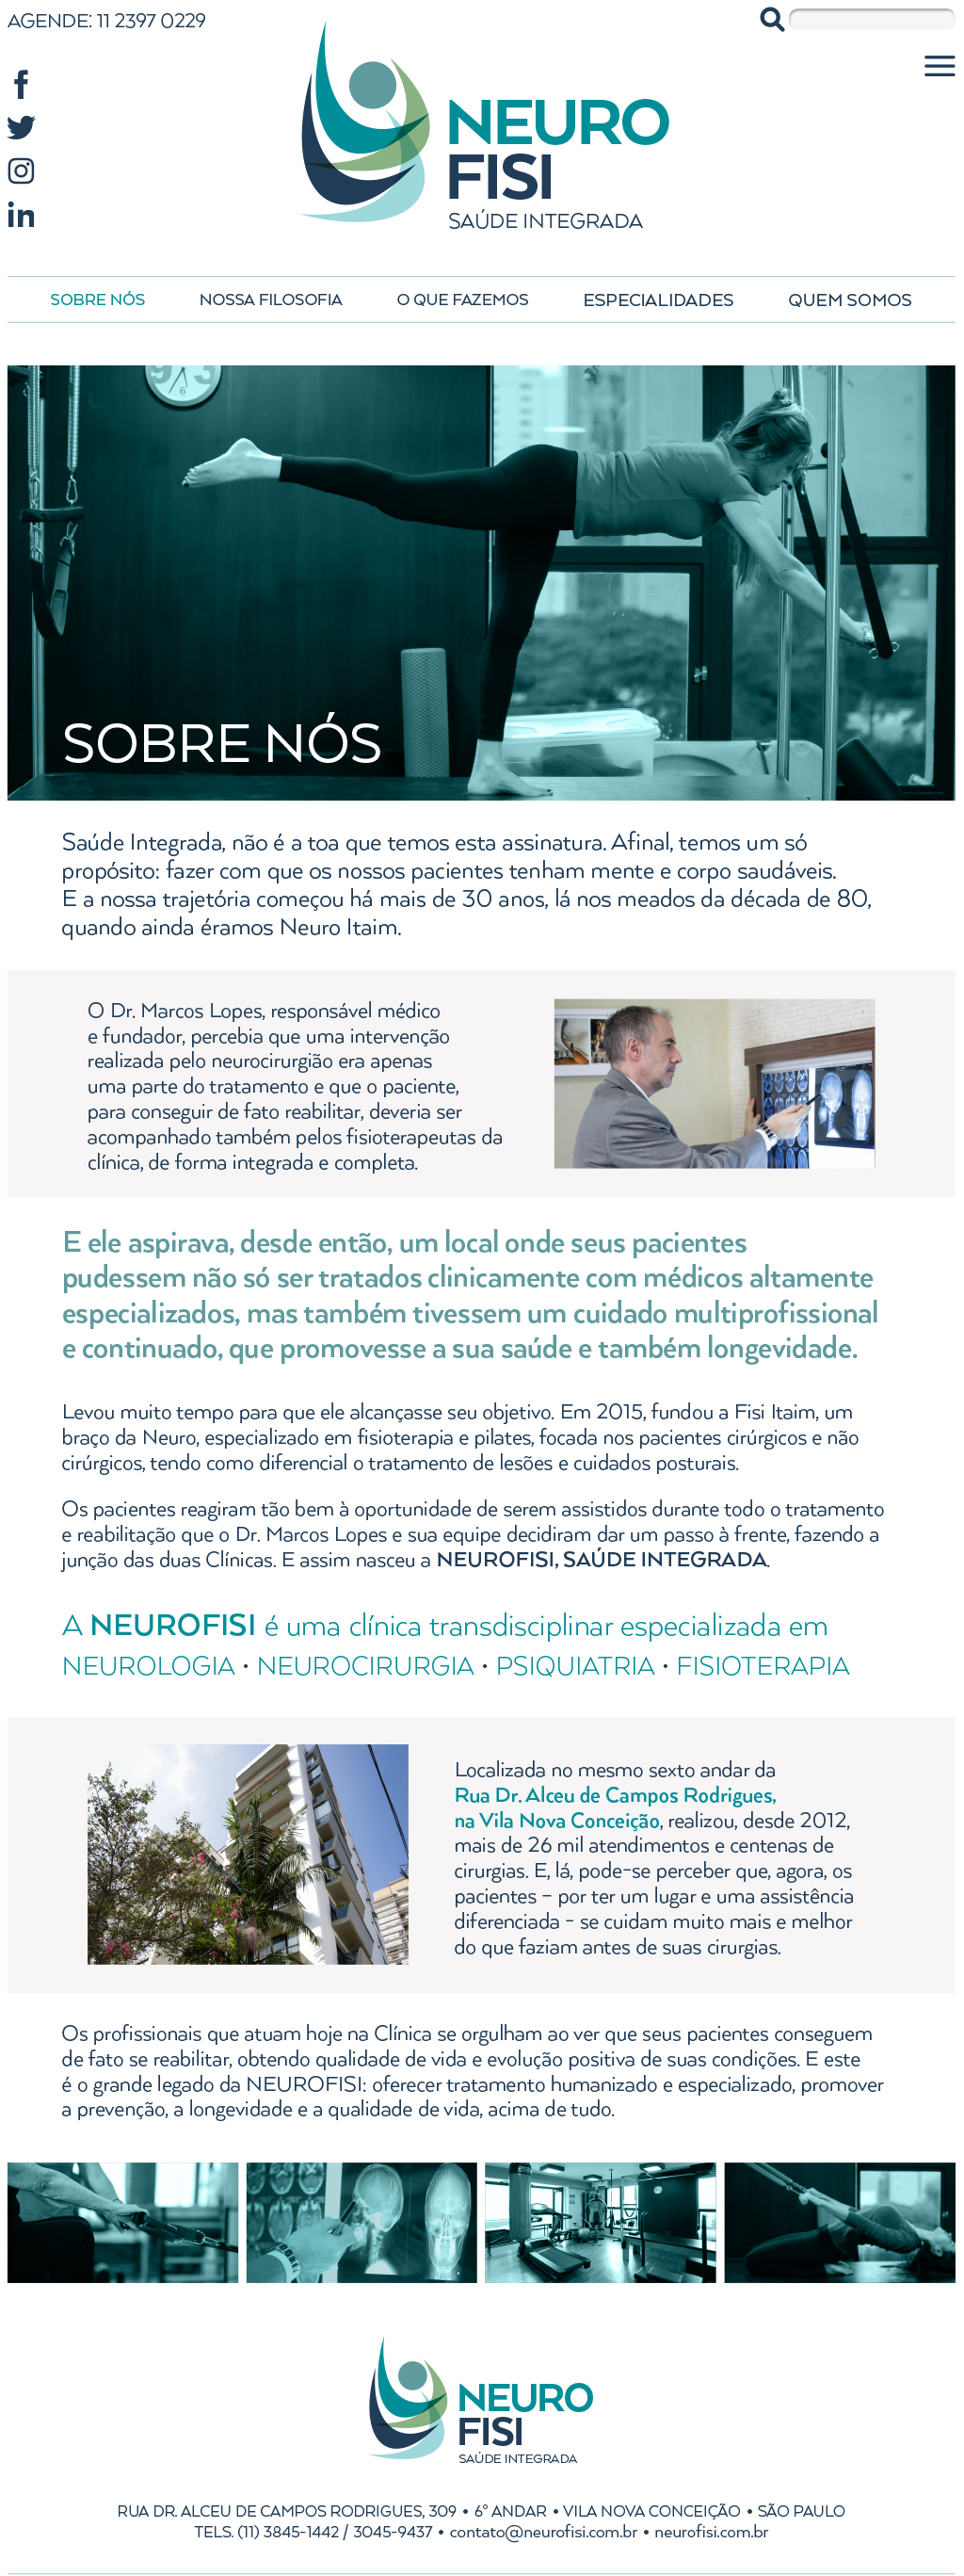 AGENDE: 11 2397 0229
NEURO
FISI
SAÚDE INTEGRADA
SOBRE NÓS
NOSSA FILOSOFIA
O QUE FAZEMOS
ESPECIALIDADES
QUEM SOMOS
9 3
6
SOBRE NÓS
Saúde Integrada, não é a toa que temos esta assinatura. Afinal, temos um só
propósito: fazer com que os nossos pacientes tenham mente e corpo saudáveis.
E a nossa trajetória começou há mais de 30 anos, lá nos meados da década de 80,
quando ainda éramos Neuro Itaim.
O Dr. Marcos Lopes, responsável médico
e fundador, percebia que uma intervenção
realizada pelo neurocirurgião era apenas
uma parte do tratamento e que o paciente,
para conseguir de fato reabilitar, deveria ser
acompanhado também pelos fisioterapeutas da
clínica, de forma integrada e completa.
E ele aspirava, desde então, um local onde seus pacientes
pudessem não só ser tratados clinicamente com médicos altamente
especializados, mas também tivessem um cuidado multiprofissional
e continuado, que promovesse a sua saúde e também longevidade.
Levou muito tempo para que ele alcançasse seu objetivo. Em 2015, fundou a Fisi Itaim, um
braço da Neuro, especializado em fisioterapia e pilates, focada nos pacientes cirúrgicos e não
cirúrgicos, tendo como diferencial o tratamento de lesões e cuidados posturais.
Os pacientes reagiram tão bem à oportunidade de serem assistidos durante todo o tratamento
e reabilitação que o Dr. Marcos Lopes e sua equipe decidiram dar um passo à frente, fazendo a
junção das duas Clínicas. E assim nasceu a NEUROFISI, SAÚDE INTEGRADA.
A NEUROFISI é uma clínica transdisciplinar especializada em
NEUROLOGIA • NEUROCIRURGIA • PSIQUIATRIA • FISIOTERAPIA
Localizada no mesmo sexto andar da
Rua Dr. Alceu de Campos Rodrigues,
na Vila Nova Conceição, realizou, desde 2012,
mais de 26 mil atendimentos e centenas de
cirurgias. E, lá, pode-se perceber que, agora, os
pacientes – por ter um lugar e uma assistência
diferenciada - se cuidam muito mais e melhor
do que faziam antes de suas cirurgias.
Os profissionais que atuam hoje na Clínica se orgulham ao ver que seus pacientes conseguem
de fato se reabilitar, obtendo qualidade de vida e evolução positiva de suas condições. E este
é o grande legado da NEUROFISI: oferecer tratamento humanizado e especializado, promover
a prevenção, a longevidade e a qualidade de vida, acima de tudo.
NEURO
FISI
SAÚDE INTEGRADA
RUA DR. ALCEU DE CAMPOS RODRIGUES, 309 • 6° ANDAR • VILA NOVA CONCEIÇÃO • SÃO PAULO
TELS. (11) 3845-1442 / 3045-9437 • contato@neurofisi.com.br • neurofisi.com.br